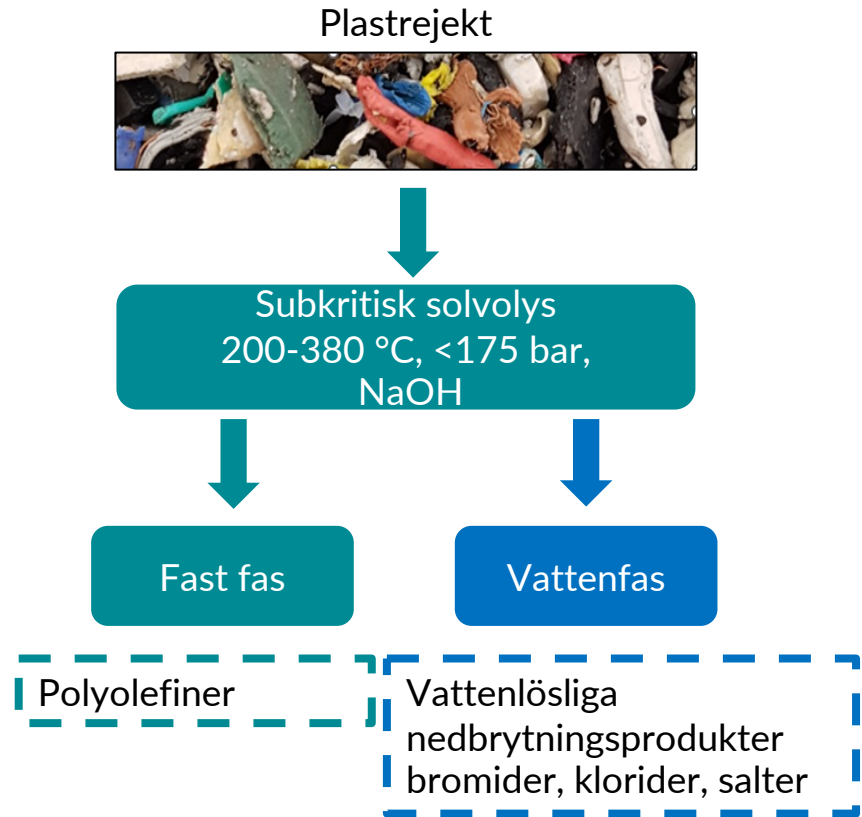 Plastrejekt
Subkritisk solvolys
200-380 °C, <175 bar,
NaOH
Fast fas
Vattenfas
Polyolefiner
Vattenlösliga
nedbrytningsprodukter
bromider, klorider, salter